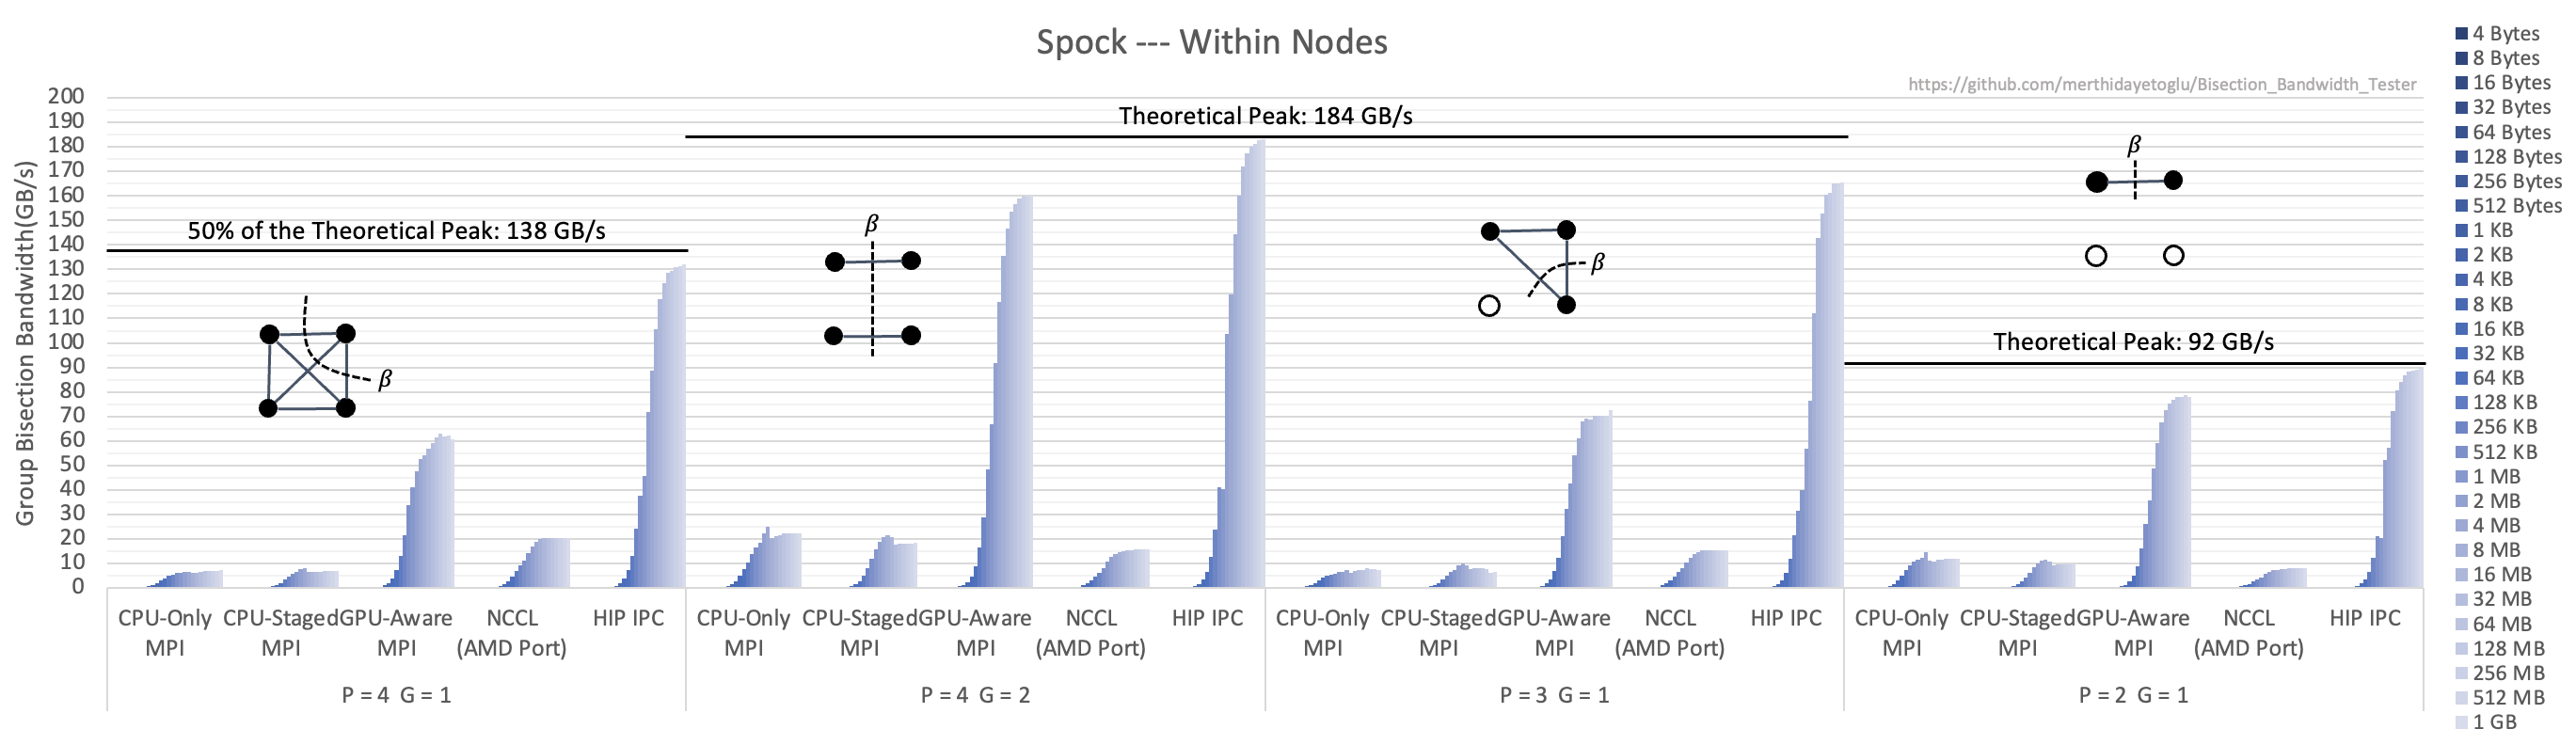 Spock --- Within Nodes
https://github.com/merthidayetoglu/Bisection_Bandwidth_Tester
Group Bisection Bandwidth(GB/s)
200
190
180
170
160
150
140
130
120
110
100
90
80
70
60
50
40
30
20
10
0
50% of the Theoretical Peak: 138 GB/s
Theoretical Peak: 184 GB/s
Theoretical Peak: 92 GB/s
β
β
β
β
CPU-Only MPI
CPU-Staged MPI
GPU-Aware MPI
NCCL (AMD Port)
HIP IPC
CPU-Only MPI
CPU-Staged MPI
GPU-Aware MPI
NCCL (AMD Port)
HIP IPC
CPU-Only MPI
CPU-Staged MPI
GPU-Aware MPI
NCCL (AMD Port)
HIP IPC
CPU-Only MPI
CPU-Staged MPI
GPU-Aware MPI
NCCL (AMD Port)
HIP IPC
P = 4 G = 1
P = 4 G = 2
P = 3 G = 1
P = 2 G = 1
4 Bytes
8 Bytes
16 Bytes
32 Bytes
64 Bytes
128 Bytes
256 Bytes
512 Bytes
1 KB
2 KB
4 KB
8 KB
16 KB
32 KB
64 KB
128 KB
256 KB
512 KB
1 MB
2 MB
4 MB
8 MB
16 MB
32 MB
64 MB
128 MB
256 MB
512 MB
1 GB